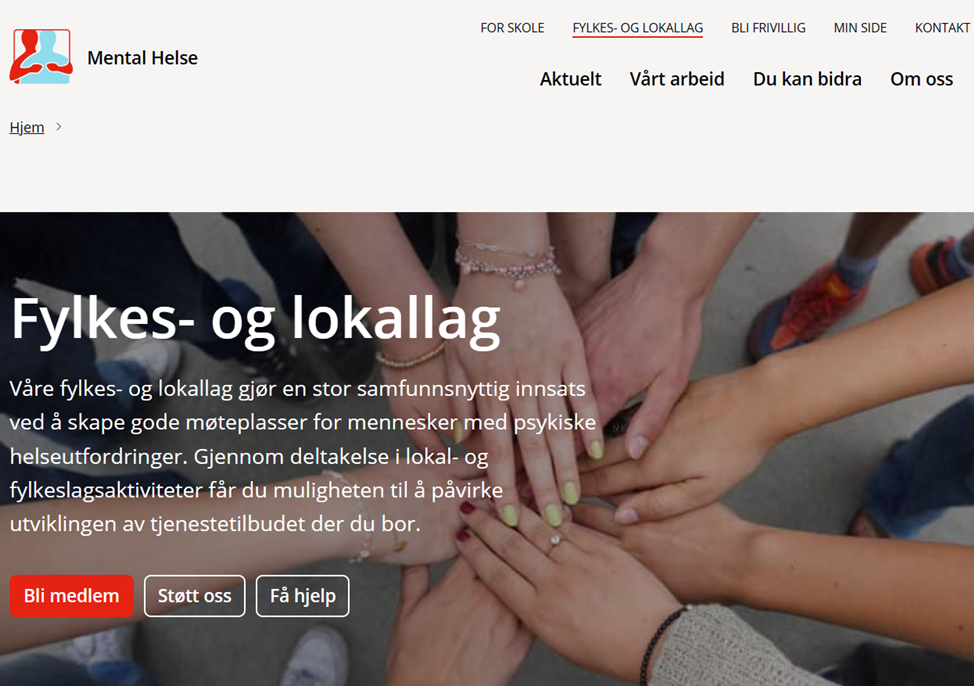 FOR SKOLE
FYLKES- OG LOKALLAG
BLI FRIVILLIG
MIN SIDE
KONTAKT
Mental Helse
Aktuelt
Vårt arbeid
Du kan bidra
Om oss
Hjem
Fylkes- og lokallag
Våre fylkes- og lokallag gjør en stor samfunnsnyttig innsats
ved å skape gode møteplasser for mennesker med psykiske
helseutfordringer. Gjennom deltakelse i lokal- og
fylkeslagsaktiviteter får du muligheten til å påvirke
utviklingen av tjenestetilbudet der du bor.
Bli medlem
Støtt oss
Få hjelp